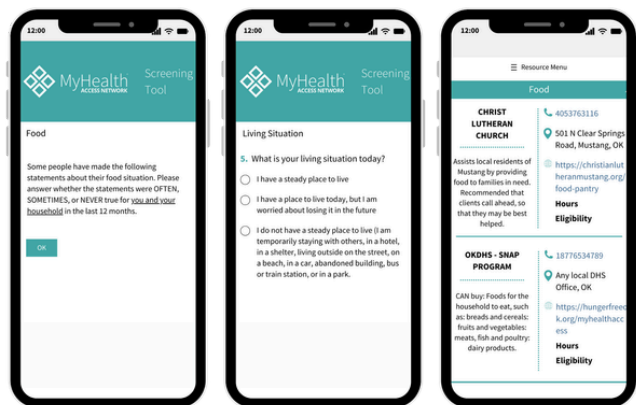 12:00
MyHealth
ACCESS NETWORK
Screening
Tool
Food
Some people have made the following
statements about their food situation. Please
answer whether the statements were OFTEN,
SOMETIMES, or NEVER true for you and your
household in the last 12 months.
OK
12:00
MyHealth
ACCESS NETWORK
Screening
Tool
Living Situation
5. What is your living situation today?
I have a steady place to live
I have a place to live today, but I am
worried about losing it in the future
I do not have a steady place to live (I am
temporarily staying with others, in a hotel,
in a shelter, living outside on the street, on
a beach, in a car, abandoned building, bus
or train station, or in a park.
12:00
Resource Menu
Food
CHRIST
LUTHERAN
CHURCH
Assists local residents of
Mustang by providing
food to families in need.
Recommended that
clients call ahead, so
that they may be best
helped.
4053763116
501 N Clear Springs
Road, Mustang, OK
https://christianlut
heranmustang.org/
food-pantry
Hours
Eligibility
OKDHS - SNAP
PROGRAM
CAN buy: Foods for the
household to eat, such
as: breads and cereals:
fruits and vegetables:
meats, fish and poultry:
dairy products.
18776534789
Any local DHS
Office, OK
https://hungerfreeo
k.org/myhealthacc
ess
Hours
Eligibility